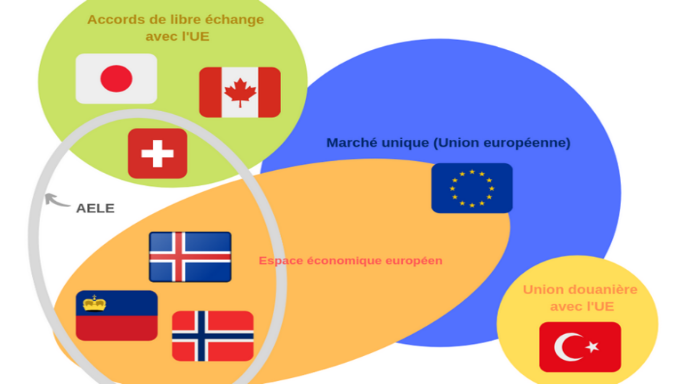 Accords de libre échange
avec l'UE
Marché unique (Union européenne)
AELE
Espace économique européen
Union douanière
avec l'UE